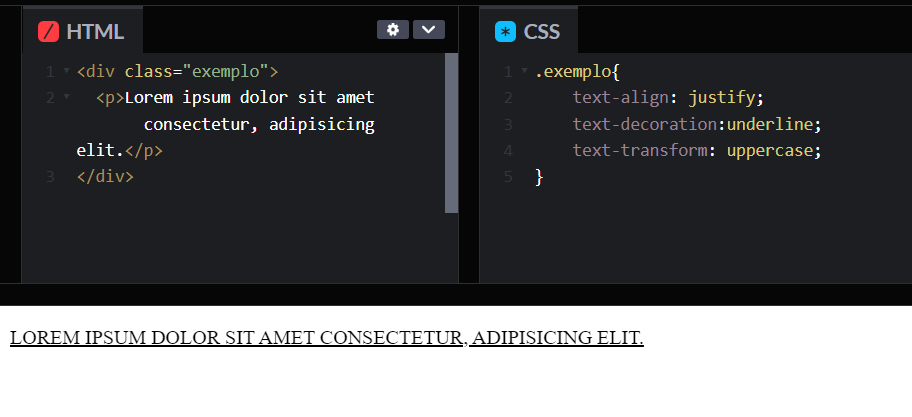 HTML
1 <div class="exemplo">
2 <p>Lorem ipsum dolor sit amet
consectetur, adipisicing
elit.</p>
3 </div>
CSS
1 .exemplo{
2 text-align: justify;
3 text-decoration:underline;
4 text-transform: uppercase;
5 }
LOREM IPSUM DOLOR SIT AMET CONSECTETUR, ADIPISICING ELIT.